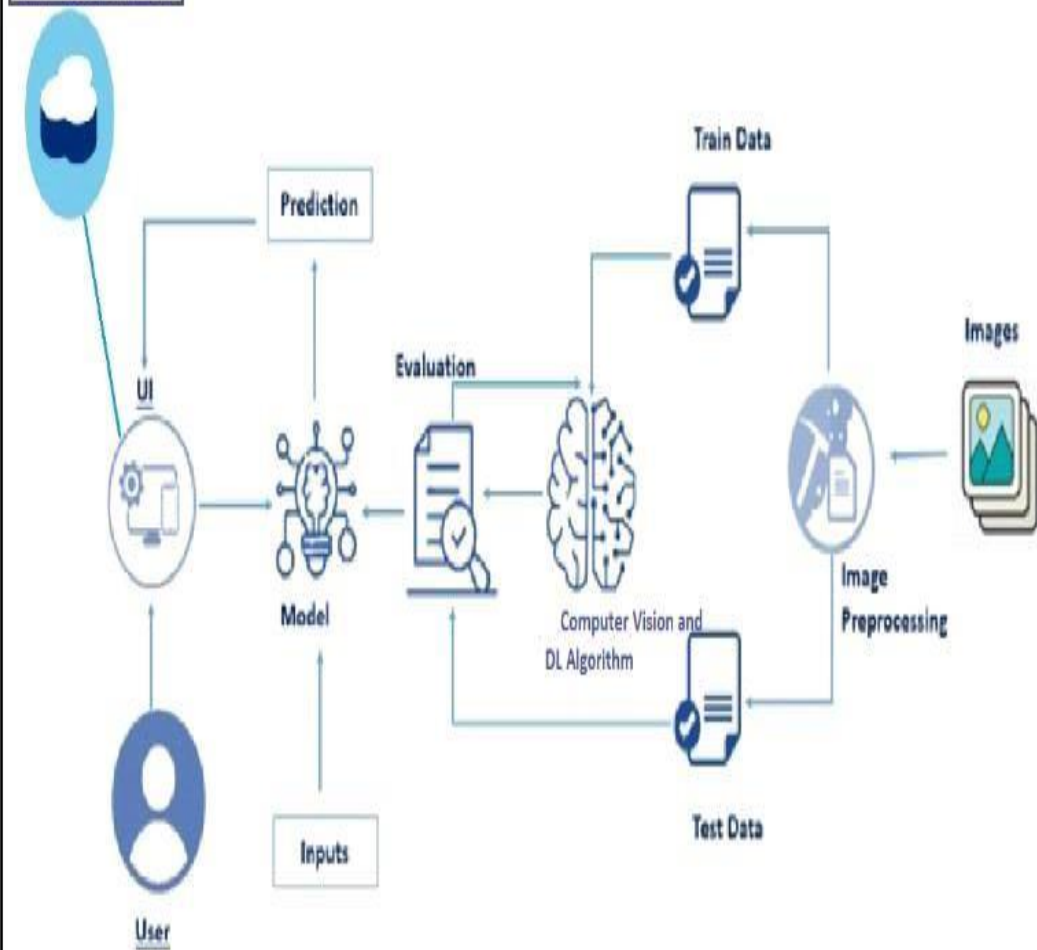 Train Data
Prediction
Images
Evaluation
UI
Image
Preprocessing
Model
Computer Vision and
DL Algorithm
Test Data
Inputs
User